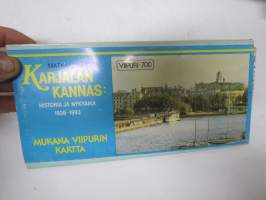 KARJALAN
KANNAS:
HISTORIA JA NYKYAIKA
1939-1993
MUKANA VIIPURIN
KARTTA
VIIPURI-700